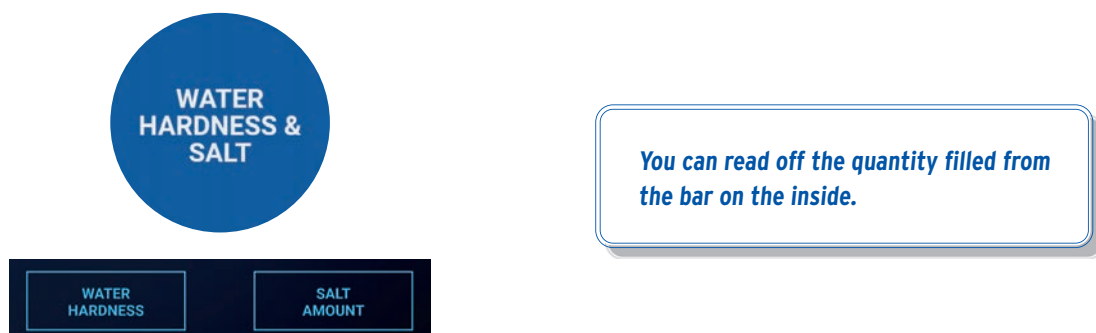 WATER
HARDNESS &
SALT
You can read off the quantity filled from
the bar on the inside.
WATER
HARDNESS
SALT
AMOUNT